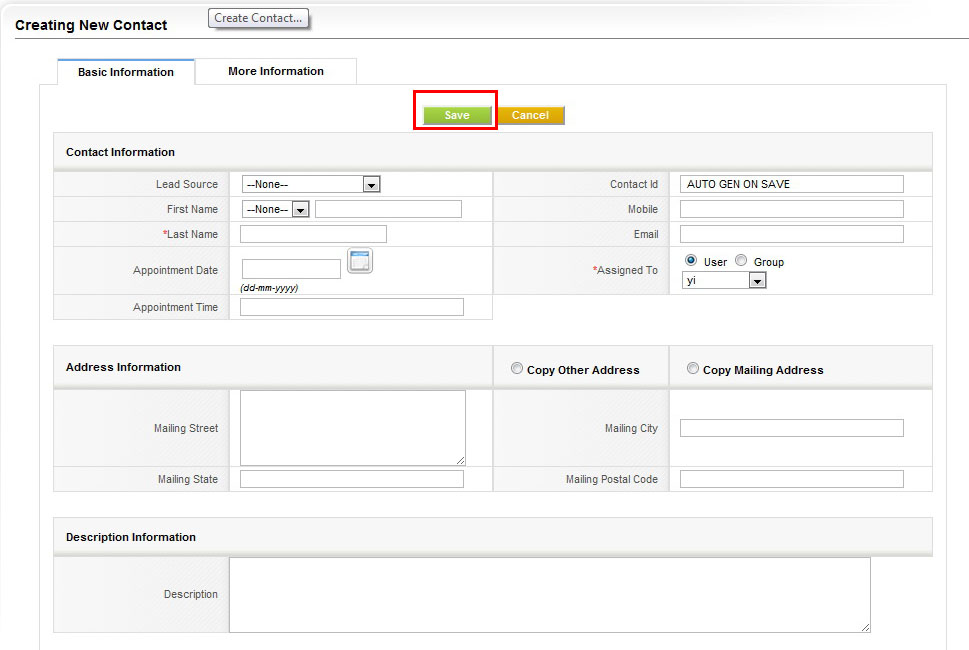 Creating New Contact
Create Contact...
Basic Information
More Information
Save
Cancel
Contact Information
Lead Source
--None--
Contact Id
AUTO GEN ON SAVE
First Name
--None--
Mobile
*Last Name
Email
Appointment Date
(dd-mm-yyyy)
*Assigned To
User
Group
yi
Appointment Time
Address Information
Copy Other Address
Copy Mailing Address
Mailing Street
Mailing City
Mailing State
Mailing Postal Code
Description Information
Description